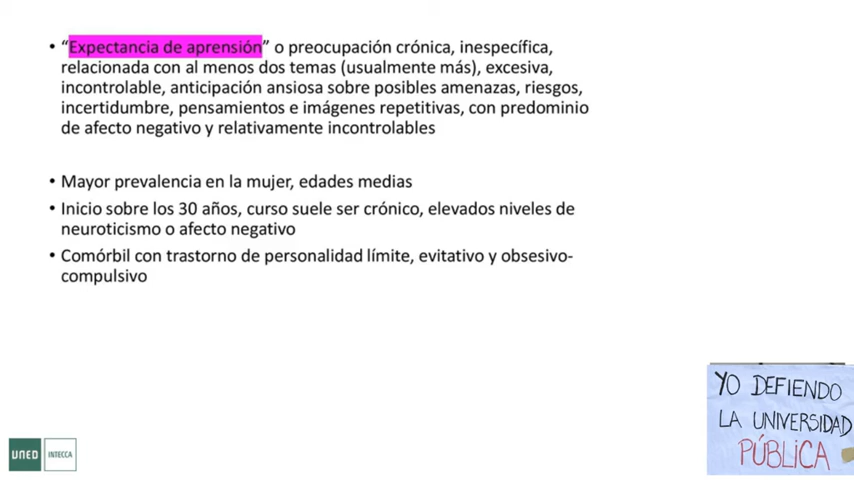 • “Expectancia de aprensión” o preocupación crónica, inespecífica,
relacionada con al menos dos temas (usualmente más), excesiva,
incontrolable, anticipación ansiosa sobre posibles amenazas, riesgos,
incertidumbre, pensamientos e imágenes repetitivas, con predominio
de afecto negativo y relativamente incontrolables
• Mayor prevalencia en la mujer, edades medias
• Inicio sobre los 30 años, curso suele ser crónico, elevados niveles de
neuroticismo o afecto negativo
• Comórbil con trastorno de personalidad límite, evitativo y obsesivo-
compulsivo
YO DEFIENDO
LA UNIVERSIDAD
PÚBLICA
UNED INTECCA